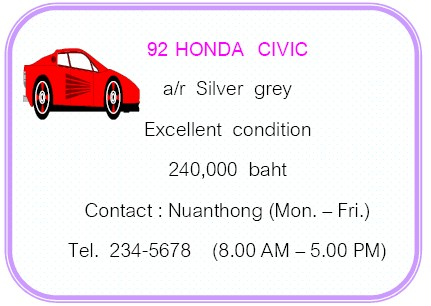 92 HONDA CIVIC
a/r Silver grey
Excellent condition
240,000 baht
Contact : Nuanthong (Mon. – Fri.)
Tel. 234-5678 (8.00 AM – 5.00 PM)